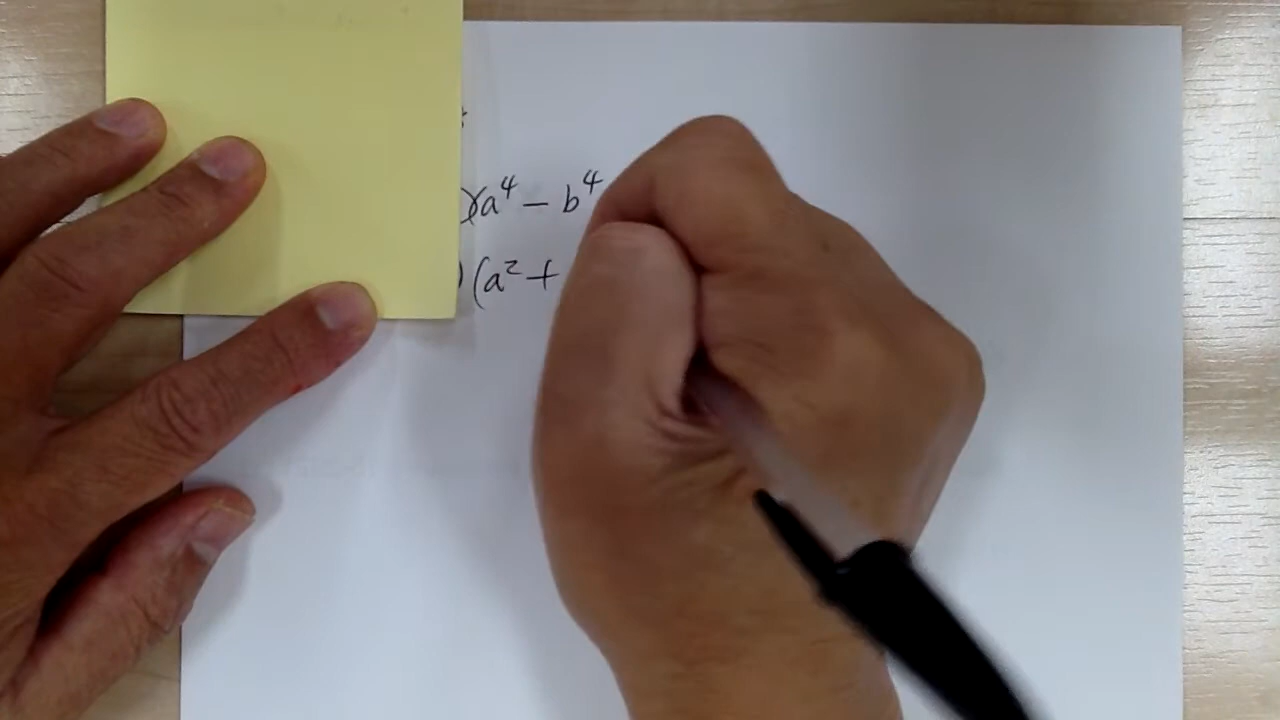 )(a⁴ - b⁴
)(a² +